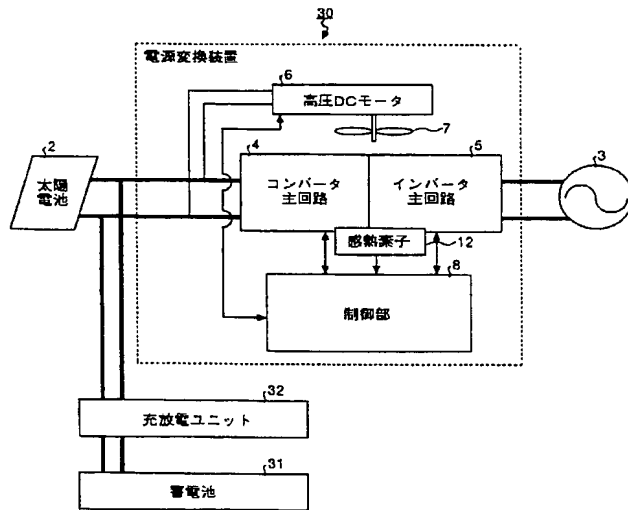 30
電源変換装置
6
高圧DCモータ
7
2
太陽
電池
4
コンバータ
主回路
5
インバータ
主回路
3
感熱素子
12
8
制御部
32
充放電ユニット
31
蓄電池